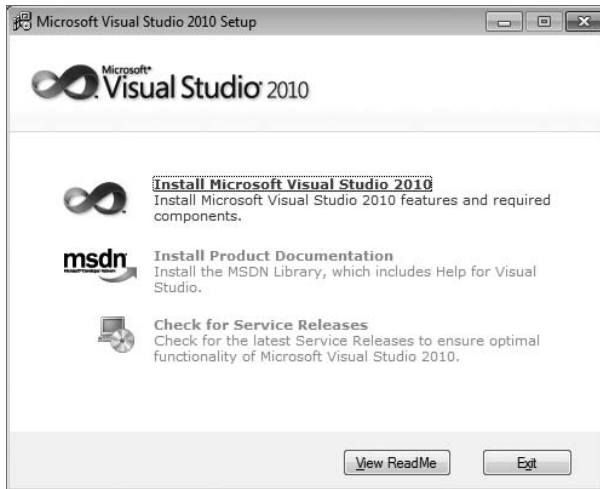 Microsoft Visual Studio 2010 Setup
Microsoft®
Visual Studio® 2010
Install Microsoft Visual Studio 2010
Install Microsoft Visual Studio 2010 features and required
components.
msdn
Install Product Documentation
Install the MSDN Library, which includes Help for Visual
Studio.
Check for Service Releases
Check for the latest Service Releases to ensure optimal
functionality of Microsoft Visual Studio 2010.
View ReadMe
Exit